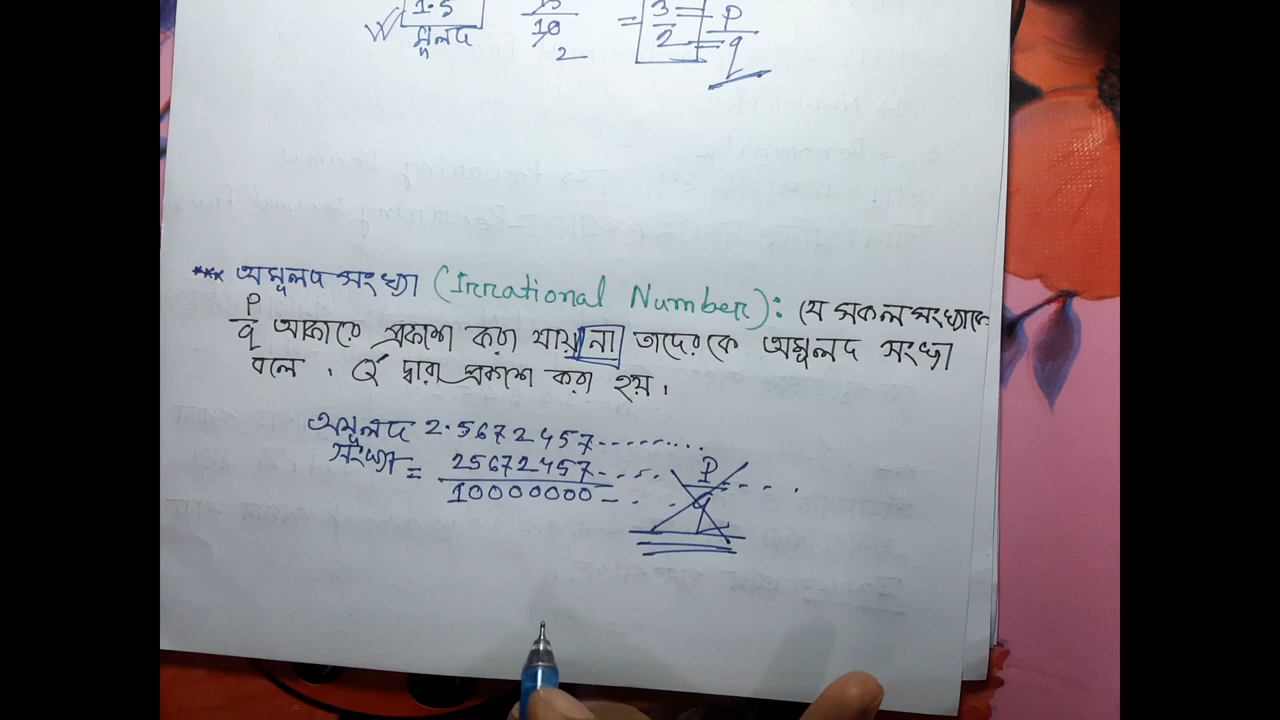 1.5 15/10 2 = 3/2 = p/q
মূলদ
*** অমূলদ সংখ্যা (Irrational Number): যে সকল সংখ্যাকে
p/q আকারে প্রকাশ করা যায় না তাদেরকে অমূলদ সংখ্যা
বলে . Q' দ্বারা প্রকাশ করা হয় .
অমূলদ 2.5672457.........
সংখ্যা = 25672457...../10000000..... p/q ....